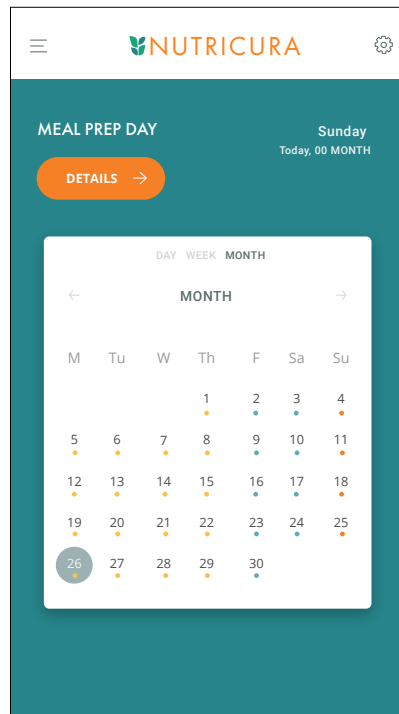 NUTRICURA
MEAL PREP DAY
Sunday
Today, 00 MONTH
DETAILS
DAY WEEK MONTH
MONTH
M Tu W Th F Sa Su
1 2 3 4
5 6 7 8 9 10 11
12 13 14 15 16 17 18
19 20 21 22 23 24 25
26 27 28 29 30